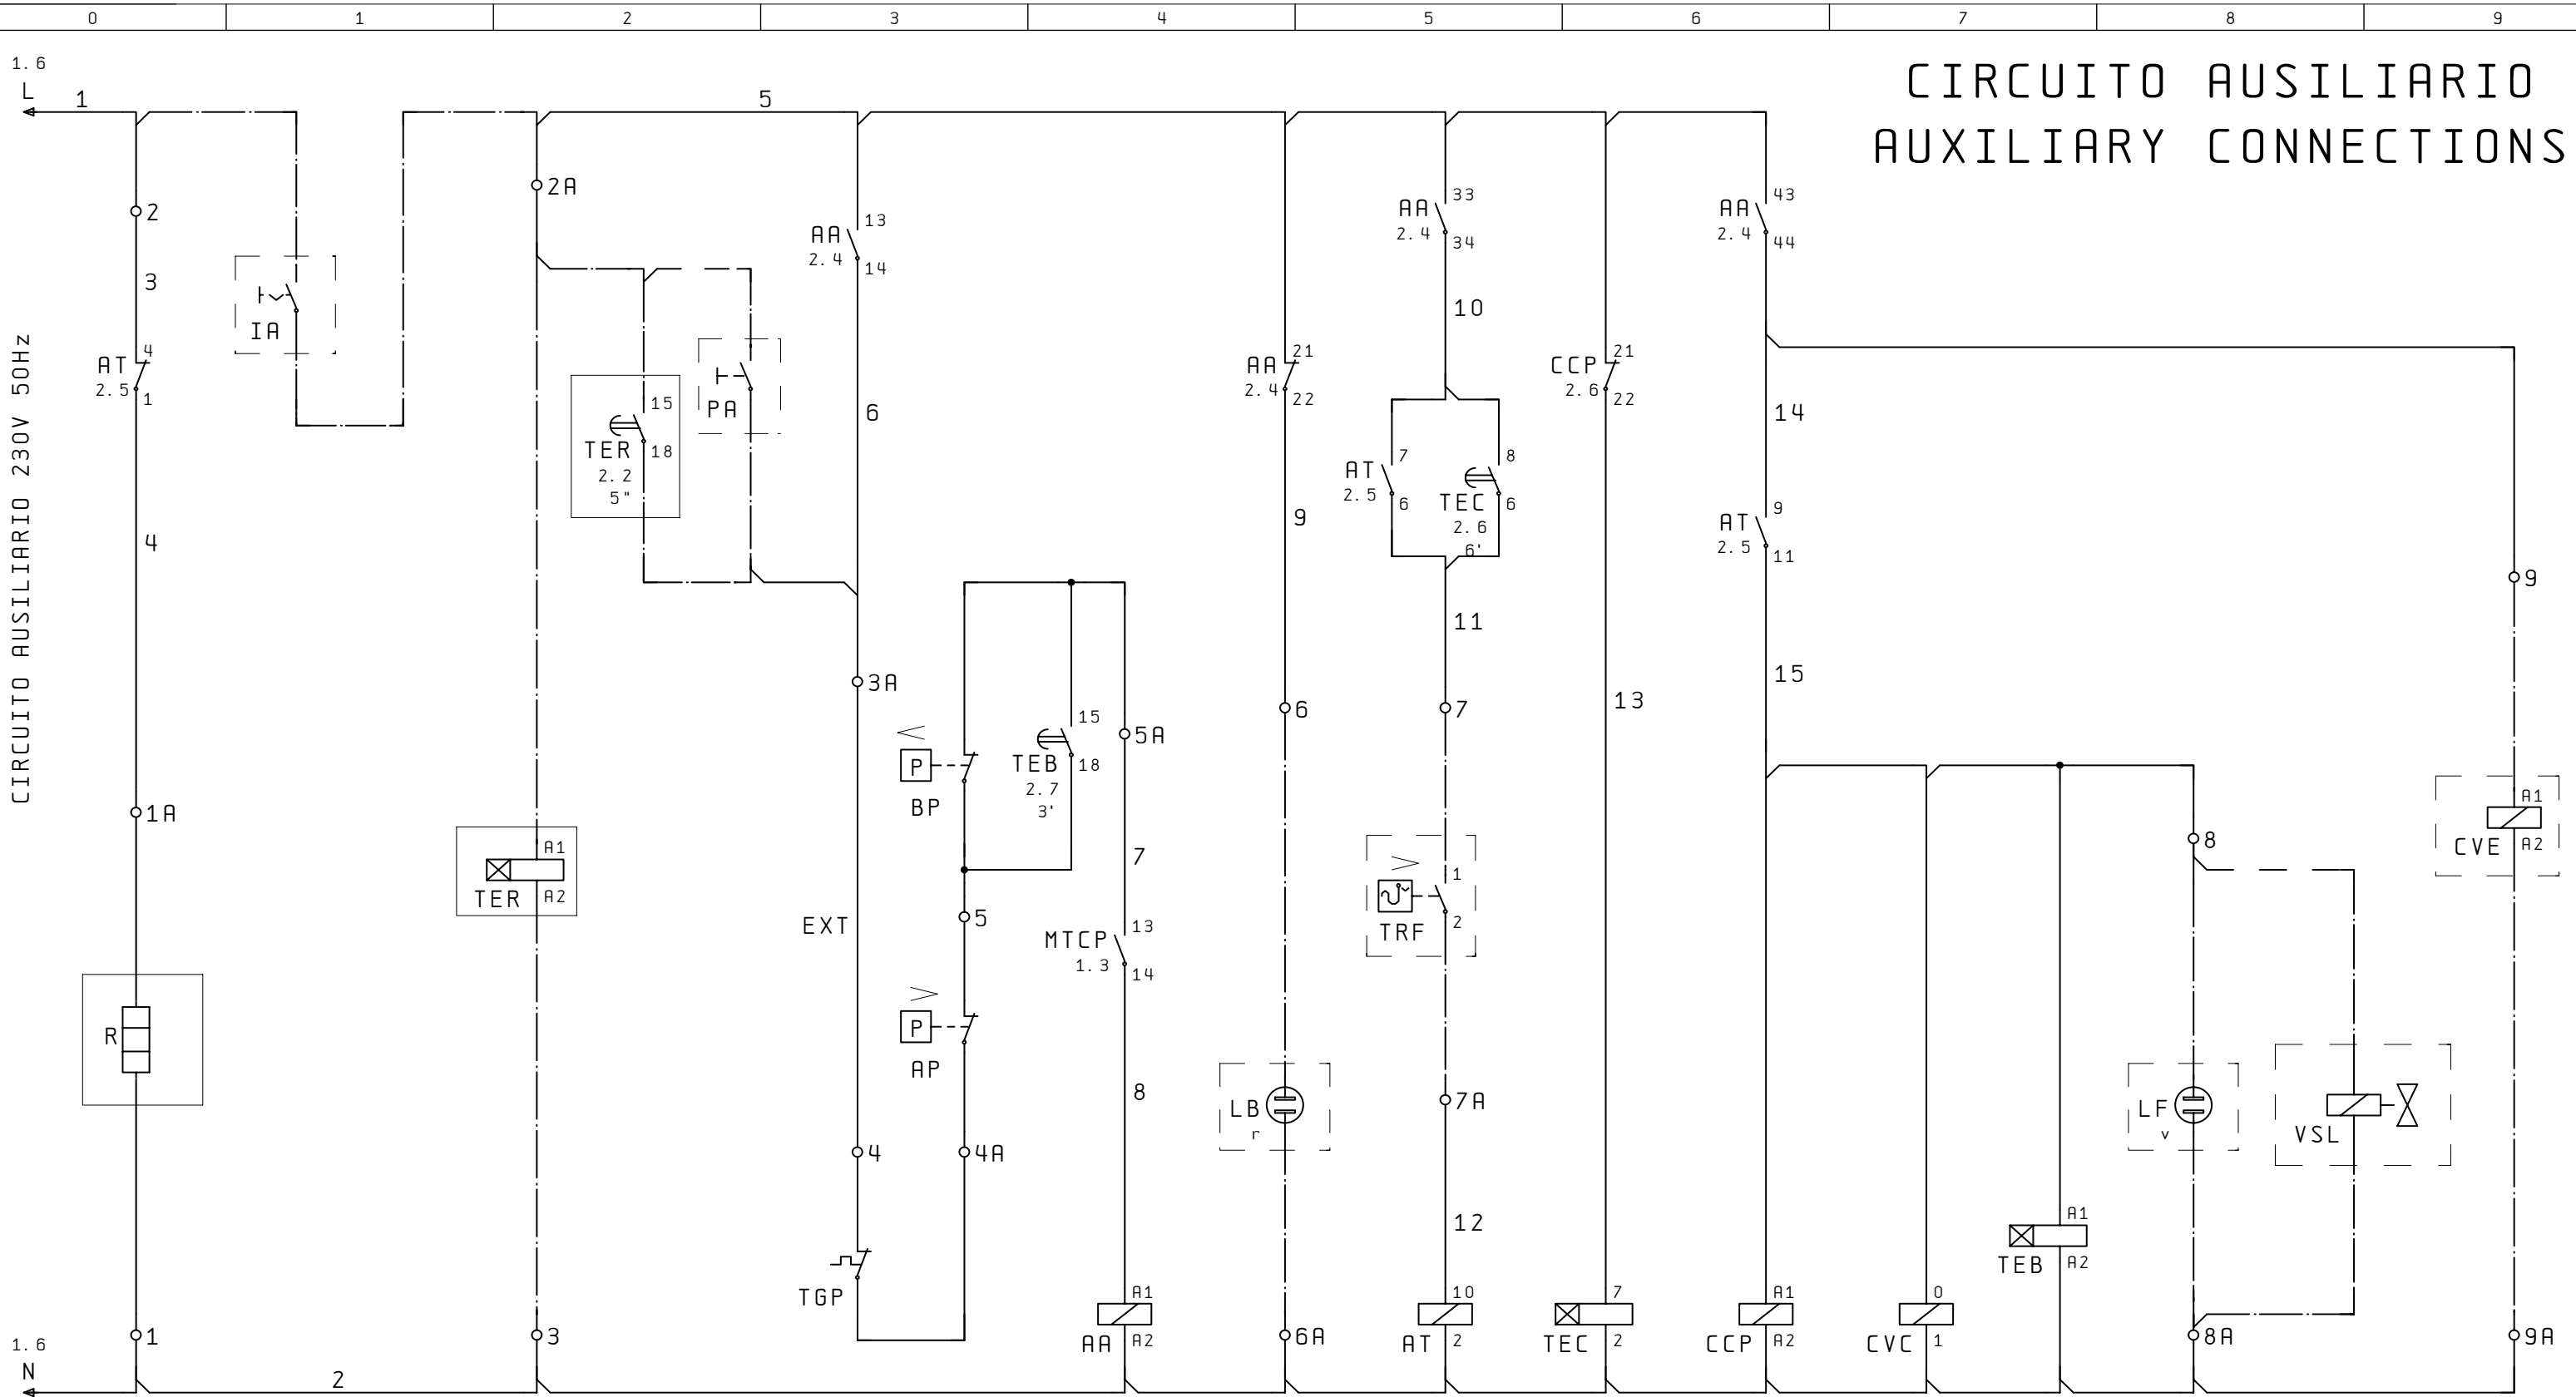 0 1 2 3 4 5 6 7 8 9
CIRCUITO AUSILIARIO
AUXILIARY CONNECTIONS
CIRCUITO AUSILIARIO 230V 50Hz
1.6
L
1
2
3
AT
2.5
4
1
4
1A
R
1
1.6
N
2
IA
5
2A
TER
2.2
5"
15
18
PA
TER
A1
A2
3
AA
2.4
13
14
6
3A
EXT
4
TGP
<
P
BP
TEB
2.7
3'
15
18
5
>
P
AP
4A
5A
7
MTCP
1.3
13
14
8
AA
A1
A2
AA
2.4
21
22
9
6
LB
r
6A
AA
2.4
33
34
10
AT
2.5
7
6
TEC
2.6
6'
8
6
11
7
>
TRF
1
2
7A
12
AT
10
2
CCP
2.6
21
22
13
TEC
7
2
AA
2.4
43
44
14
AT
2.5
9
11
15
CCP
A1
A2
CVC
0
1
TEB
A1
A2
8
LF
v
8A
VSL
9
CVE
A1
A2
9A